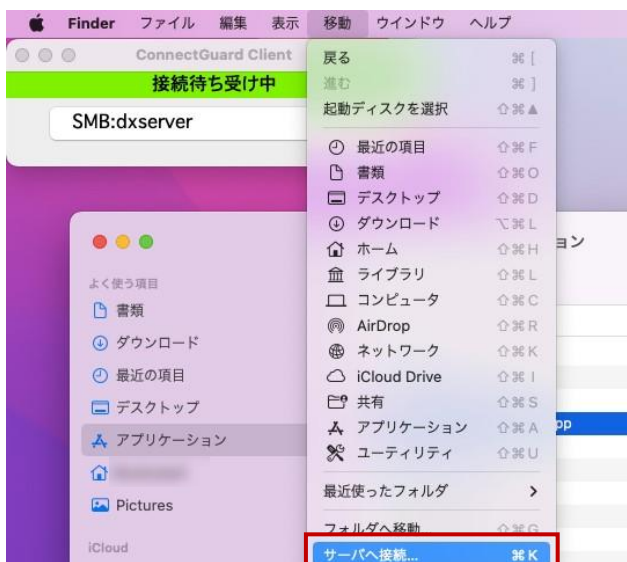 Finder ファイル 編集 表示 移動 ウインドウ ヘルプ
ConnectGuard Client
接続待ち受け中
SMB:dxserver
戻る ⌘ [
進む ⌘ ]
起動ディスクを選択 ⇧⌘▲
最近の項目 ⇧⌘F
書類 ⇧⌘O
デスクトップ ⇧⌘D
ダウンロード ⌥⌘L
ホーム ⇧⌘H
ライブラリ ⇧⌘L
コンピュータ ⇧⌘C
AirDrop ⇧⌘R
ネットワーク ⇧⌘K
iCloud Drive ⇧⌘I
共有 ⇧⌘S
アプリケーション ⇧⌘A
ユーティリティ ⇧⌘U
最近使ったフォルダ
フォルダへ移動 ⇧⌘G
サーバへ接続... ⌘K
よく使う項目
書類
ダウンロード
最近の項目
デスクトップ
アプリケーション
Pictures
iCloud
ョン
pp